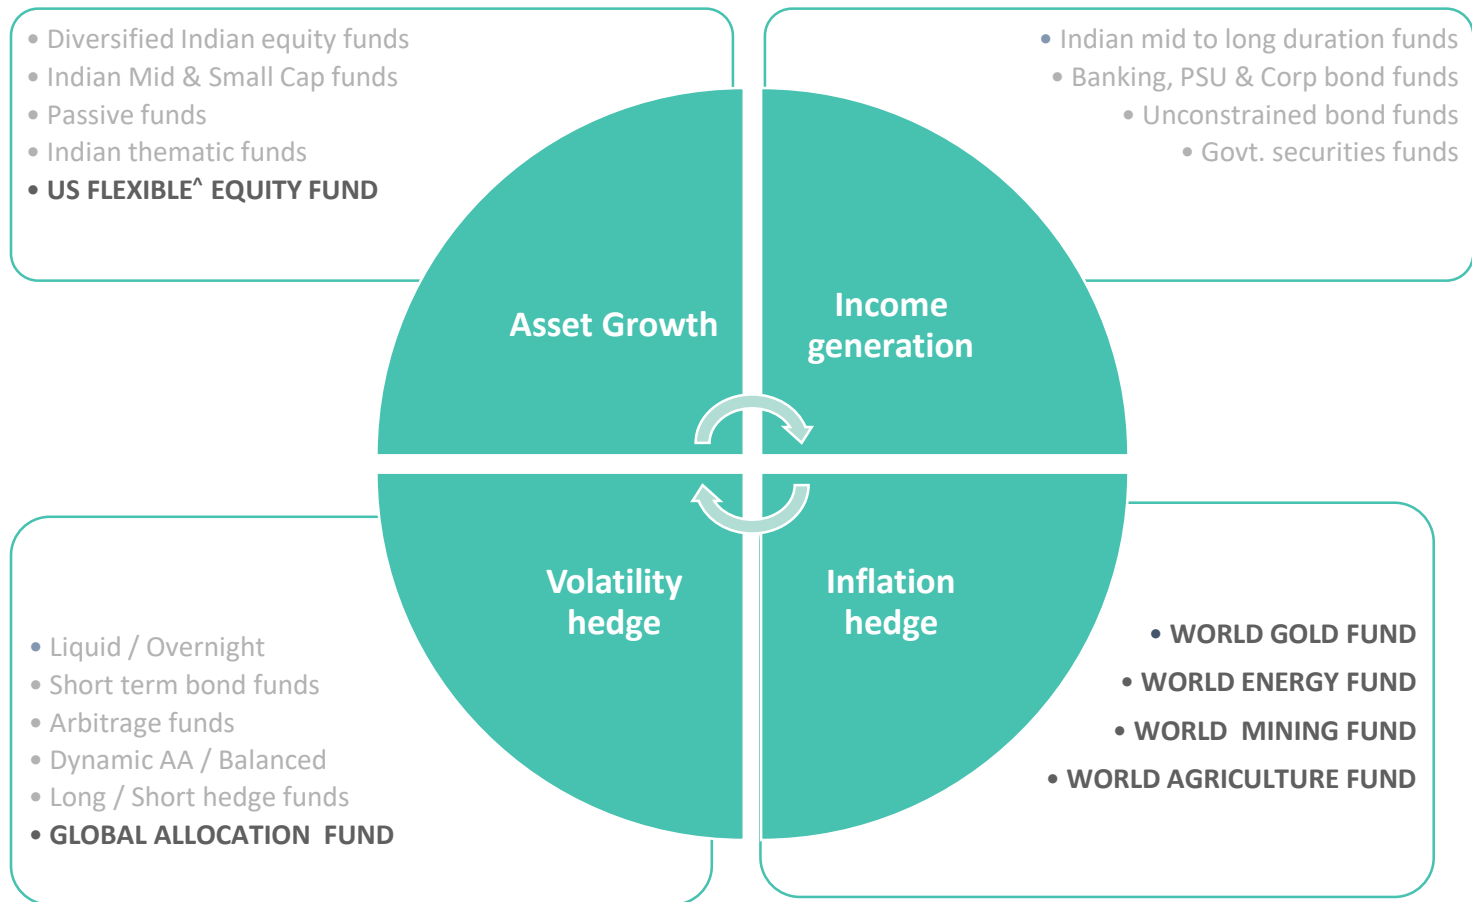 • Diversified Indian equity funds
• Indian Mid & Small Cap funds
• Passive funds
• Indian thematic funds
• US FLEXIBLE^ EQUITY FUND
• Indian mid to long duration funds
• Banking, PSU & Corp bond funds
• Unconstrained bond funds
• Govt. securities funds
Asset Growth
Income
generation
Volatility
hedge
Inflation
hedge
• Liquid / Overnight
• Short term bond funds
• Arbitrage funds
• Dynamic AA / Balanced
• Long / Short hedge funds
• GLOBAL ALLOCATION FUND
• WORLD GOLD FUND
• WORLD ENERGY FUND
• WORLD MINING FUND
• WORLD AGRICULTURE FUND